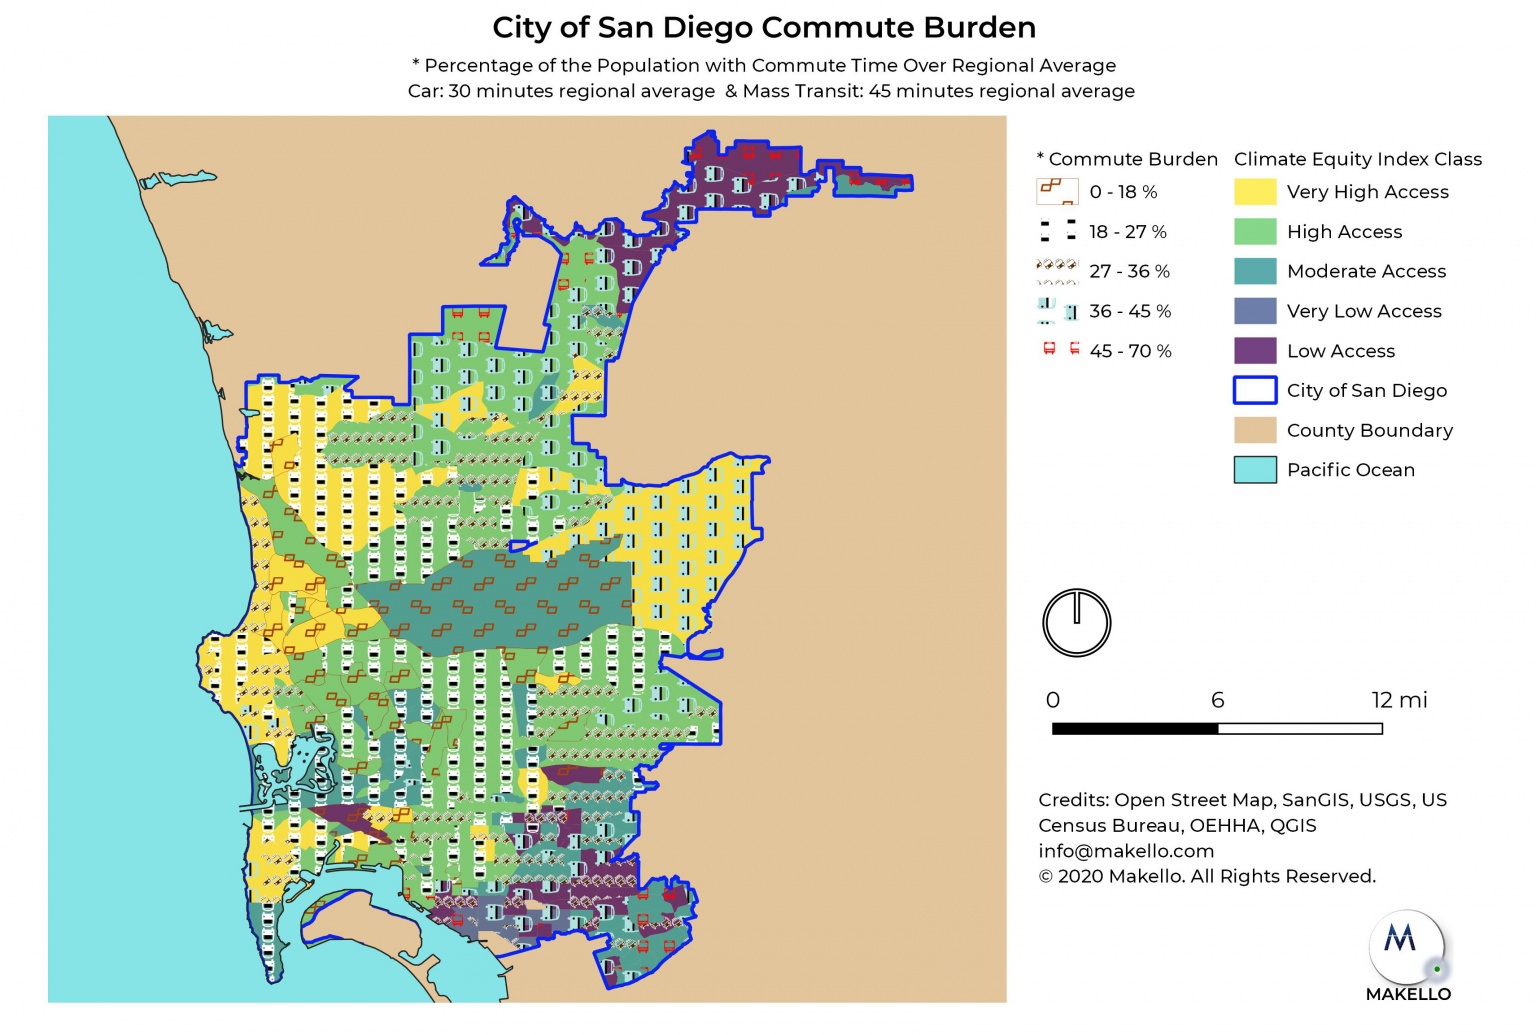 City of San Diego Commute Burden
* Percentage of the Population with Commute Time Over Regional Average
Car: 30 minutes regional average & Mass Transit: 45 minutes regional average
* Commute Burden
0 - 18 %
18 - 27 %
27 - 36 %
36 - 45 %
45 - 70 %
Climate Equity Index Class
Very High Access
High Access
Moderate Access
Very Low Access
Low Access
City of San Diego
County Boundary
Pacific Ocean
0 6 12 mi
Credits: Open Street Map, SanGIS, USGS, US
Census Bureau, OEHHA, QGIS
info@makello.com
© 2020 Makello. All Rights Reserved.
M
MAKELLO